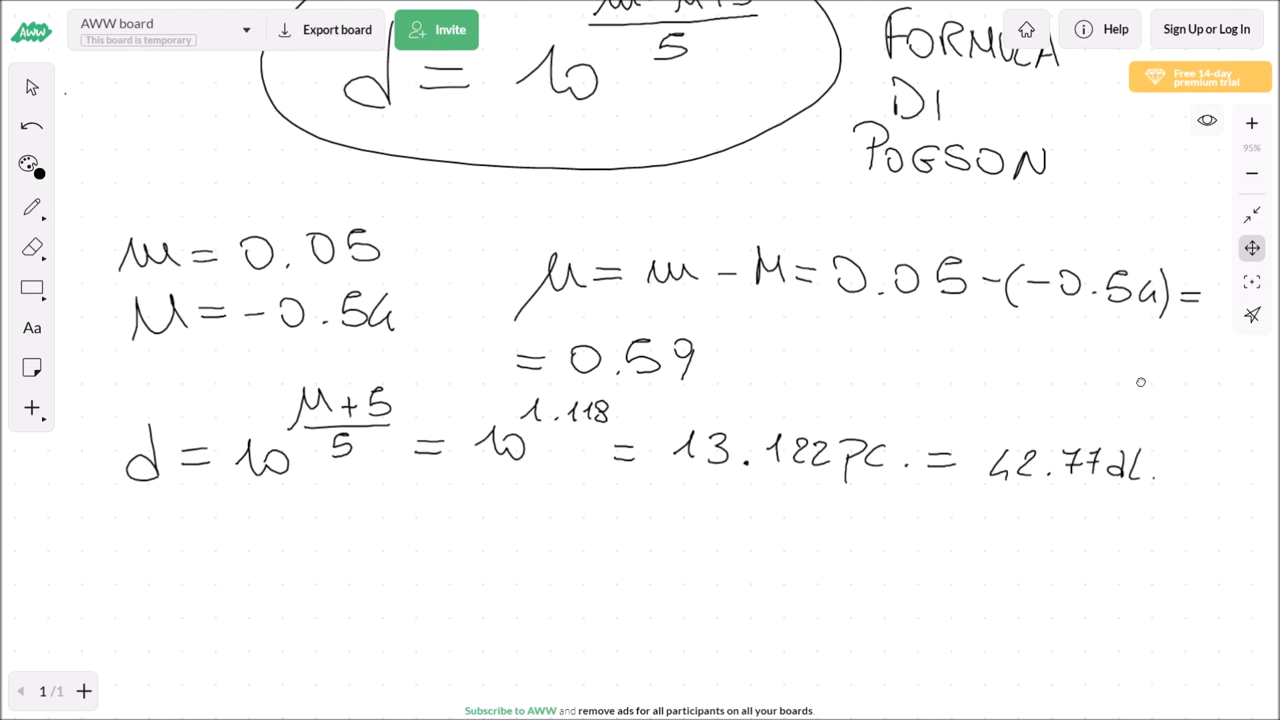 AWW board
This board is temporary
Export board
Invite
Help
Sign Up or Log In
Free 14-day
premium trial
95%
Aa
d = 10 5
FORMULA
DI
POGSON
m = 0.05
M = -0.54
μ = m - M = 0.05 -(-0.54) =
= 0.59
d = 10^(μ+5)/5 = 10^1.118 = 13.122 pc. = 42.77 al.
1 /1
Subscribe to AWW and remove ads for all participants on all your boards.